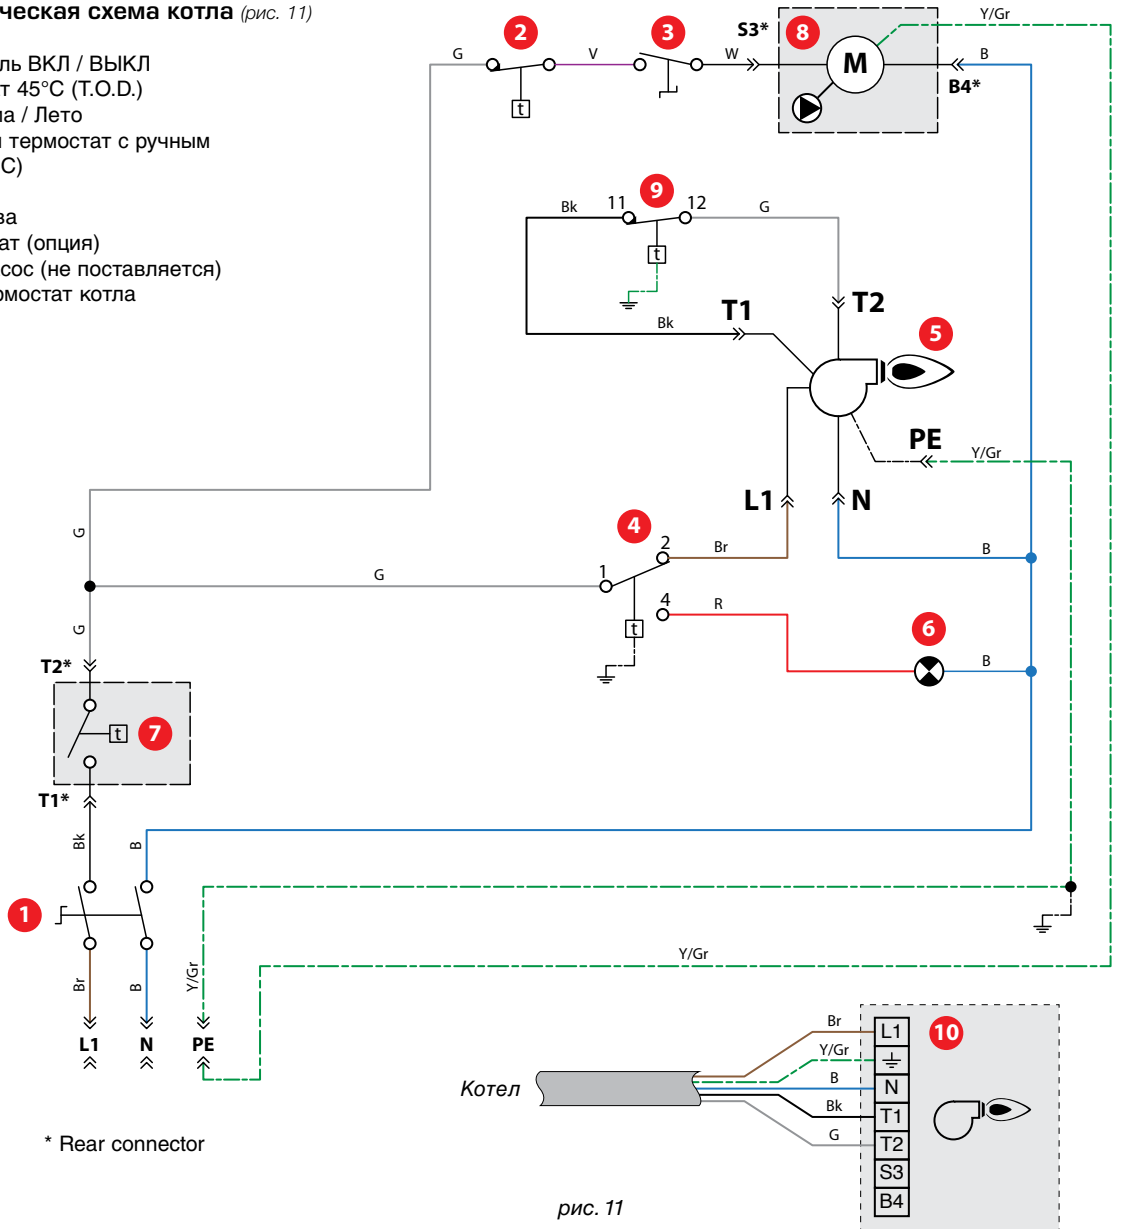 ческая схема котла (рис. 11)
ль ВКЛ / ВЫКЛ
т 45°C (T.O.D.)
а / Лето
термостат с ручным
C)
ва
ат (опция)
сос (не поставляется)
рмостат котла
2
3
S3*
8
Y/Gr
G
V
W
M
B
B4*
t
9
Bk
11
12
G
t
T1
T2
Bk
5
PE
Y/Gr
L1
N
4
2
Br
B
G
1
4
R
t
6
B
G
G
T2*
t
7
T1*
Bk
B
1
Br
B
Y/Gr
Y/Gr
L1
N
PE
Котел
Br
Y/Gr
B
Bk
G
L1
N
T1
T2
S3
B4
10
* Rear connector
рис. 11